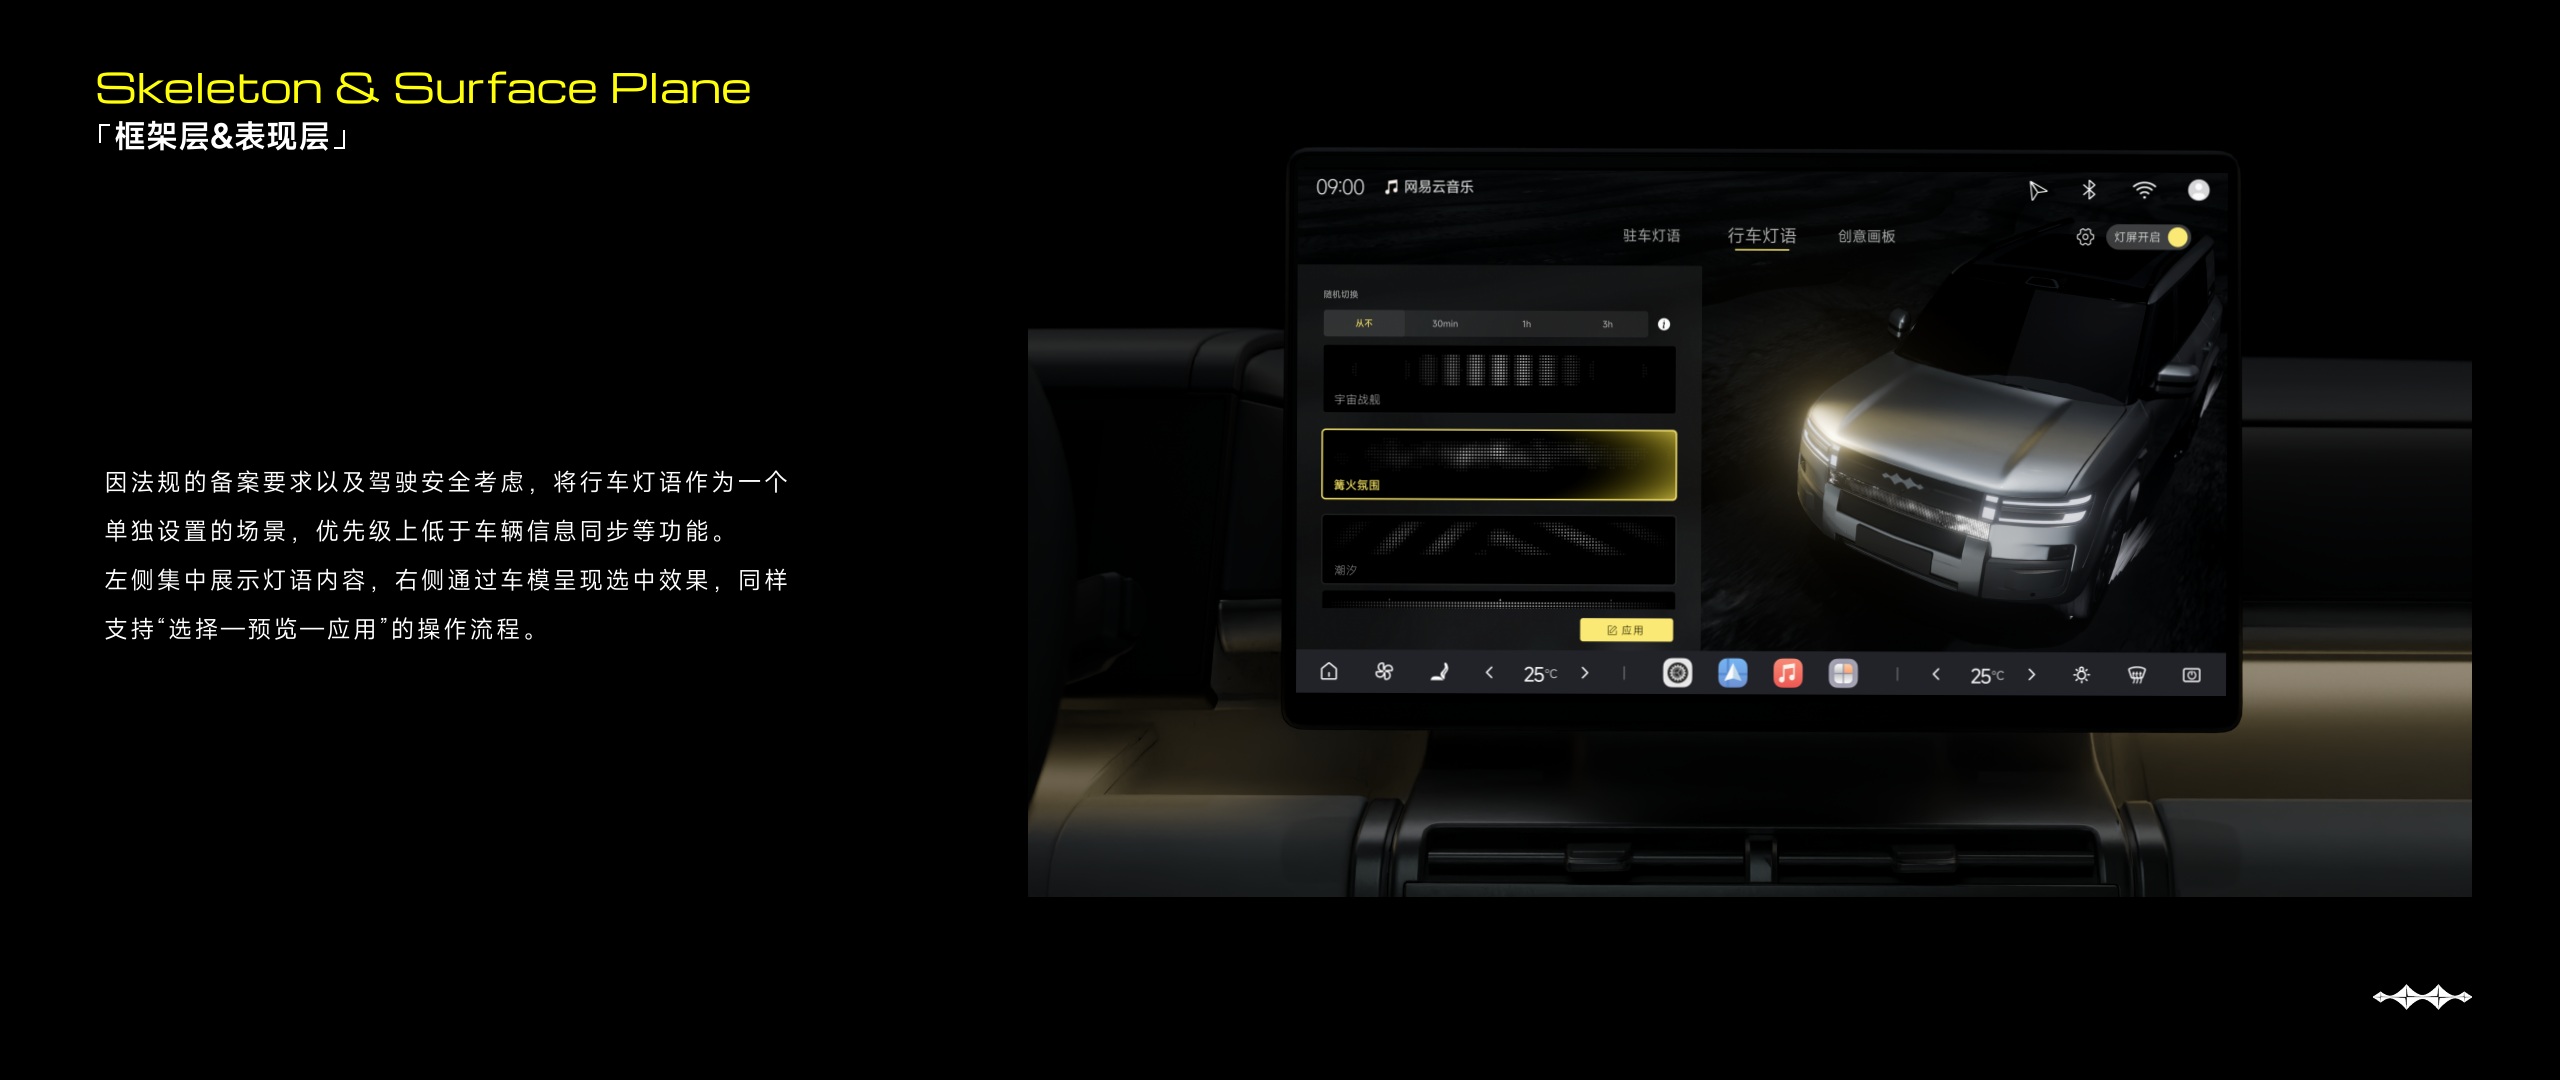 Skeleton & Surface Plane
「框架层&表现层」
因法规的备案要求以及驾驶安全考虑，将行车灯语作为一个
单独设置的场景，优先级上低于车辆信息同步等功能。
左侧集中展示灯语内容，右侧通过车模呈现选中效果，同样
支持“选择—预览—应用”的操作流程。
09:00 网易云音乐
驻车灯语 行车灯语 创意画板 灯屏开启
随机切换
从不 30min 1h 3h
宇宙战舰
篝火氛围
潮汐
应用
25°C 25°C